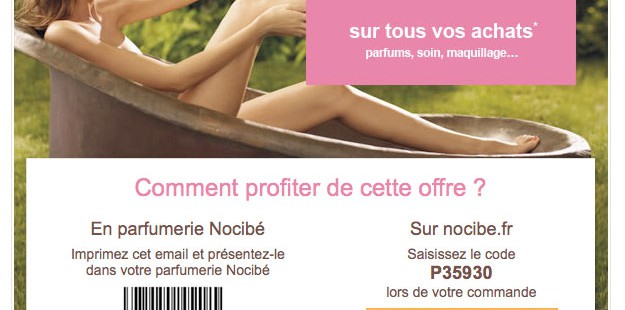 sur tous vos achats*
parfums, soin, maquillage...
Comment profiter de cette offre ?
En parfumerie Nocibé
Imprimez cet email et présentez-le
dans votre parfumerie Nocibé
Sur nocibe.fr
Saisissez le code
P35930
lors de votre commande